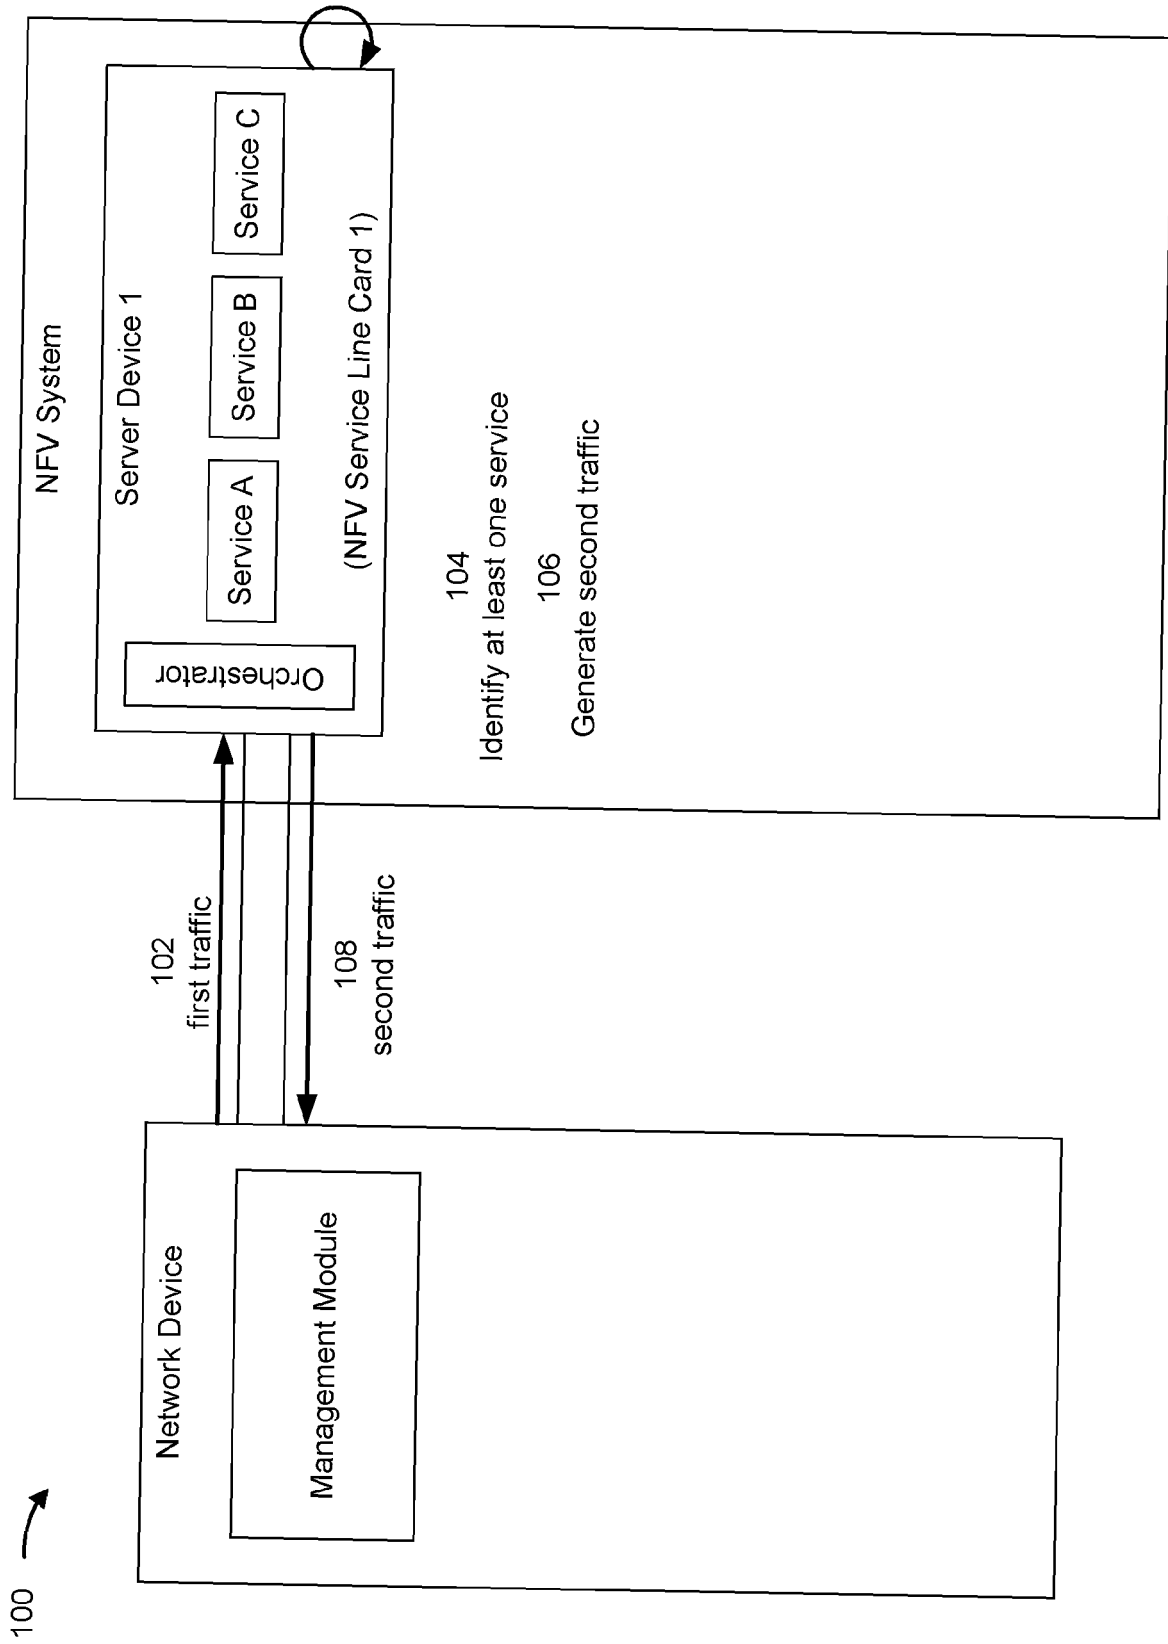 100
Network Device
Management Module
102
first traffic
108
second traffic
NFV System
Server Device 1
Orchestrator
Service A
Service B
Service C
(NFV Service Line Card 1)
104
Identify at least one service
106
Generate second traffic